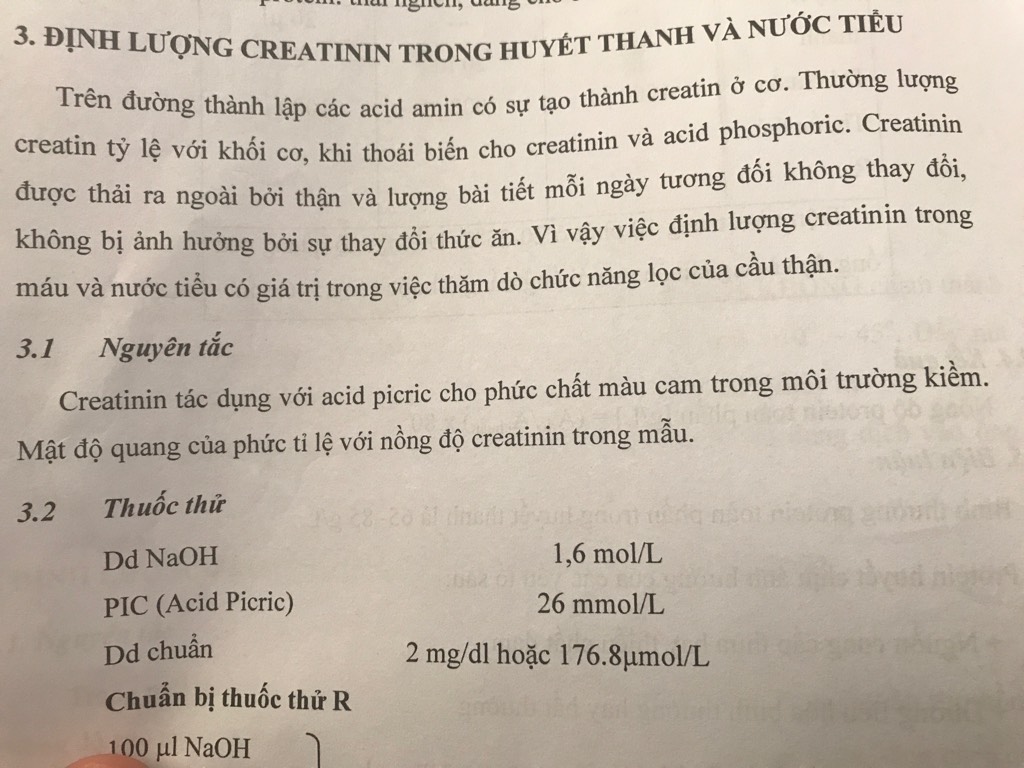 3. ĐỊNH LƯỢNG CREATININ TRONG HUYẾT THANH VÀ NƯỚC TIỂU
Trên đường thành lập các acid amin có sự tạo thành creatin ở cơ. Thường lượng
creatin tỷ lệ với khối cơ, khi thoái biến cho creatinin và acid phosphoric. Creatinin
được thải ra ngoài bởi thận và lượng bài tiết mỗi ngày tương đối không thay đổi,
không bị ảnh hưởng bởi sự thay đổi thức ăn. Vì vậy việc định lượng creatinin trong
máu và nước tiểu có giá trị trong việc thăm dò chức năng lọc của cầu thận.
3.1 Nguyên tắc
Creatinin tác dụng với acid picric cho phức chất màu cam trong môi trường kiềm.
Mật độ quang của phức tỉ lệ với nồng độ creatinin trong mẫu.
3.2 Thuốc thử
Dd NaOH 1,6 mol/L
PIC (Acid Picric) 26 mmol/L
Dd chuẩn 2 mg/dl hoặc 176.8µmol/L
Chuẩn bị thuốc thử R
100 µl NaOH